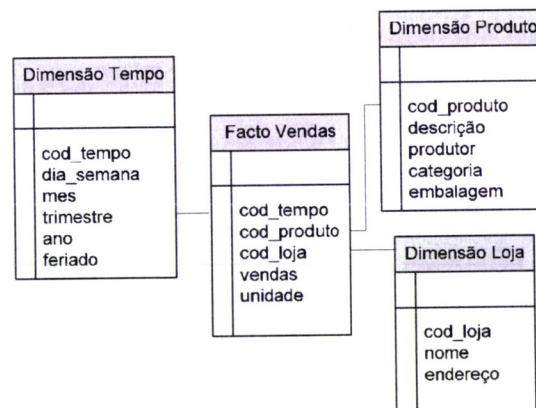 Dimensão Tempo
cod_tempo
dia_semana
mes
trimestre
ano
feriado
Facto Vendas
cod_tempo
cod_produto
cod_loja
vendas
unidade
Dimensão Produto
cod_produto
descrição
produtor
categoria
embalagem
Dimensão Loja
cod_loja
nome
endereço